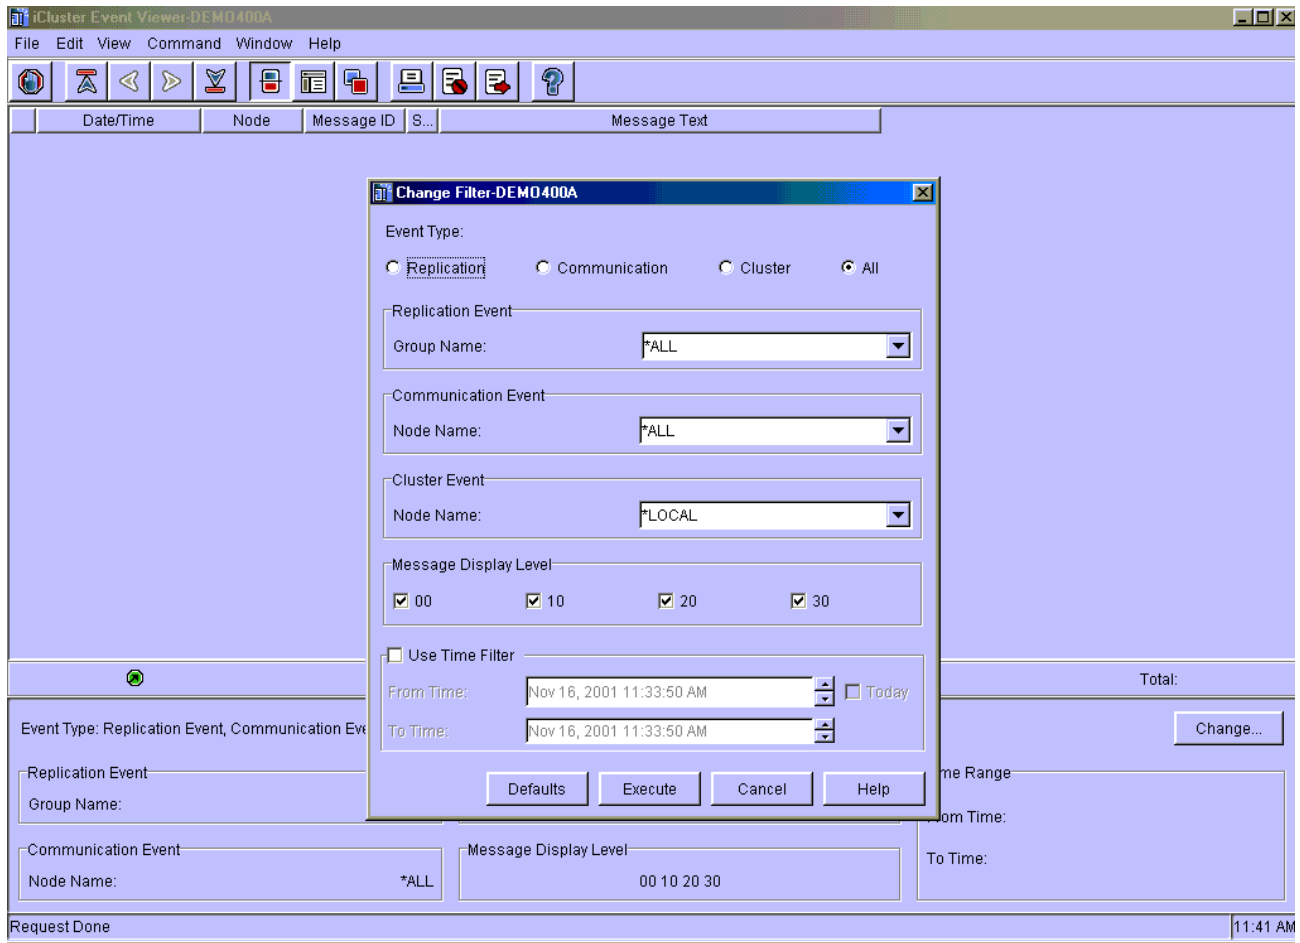 iCluster Event Viewer-DEMO400A
File Edit View Command Window Help
Date/Time Node Message ID S... Message Text
Change Filter-DEMO400A
Event Type:
Replication Communication Cluster All
Replication Event
Group Name: *ALL
Communication Event
Node Name: *ALL
Cluster Event
Node Name: *LOCAL
Message Display Level
00 10 20 30
Use Time Filter
From Time: Nov 16, 2001 11:33:50 AM Today
To Time: Nov 16, 2001 11:33:50 AM
Defaults Execute Cancel Help
Total:
Event Type: Replication Event, Communication Eve
Change...
Replication Event
Group Name:
me Range
om Time:
To Time:
Communication Event
Node Name: *ALL
Message Display Level
00 10 20 30
Request Done
11:41 AM